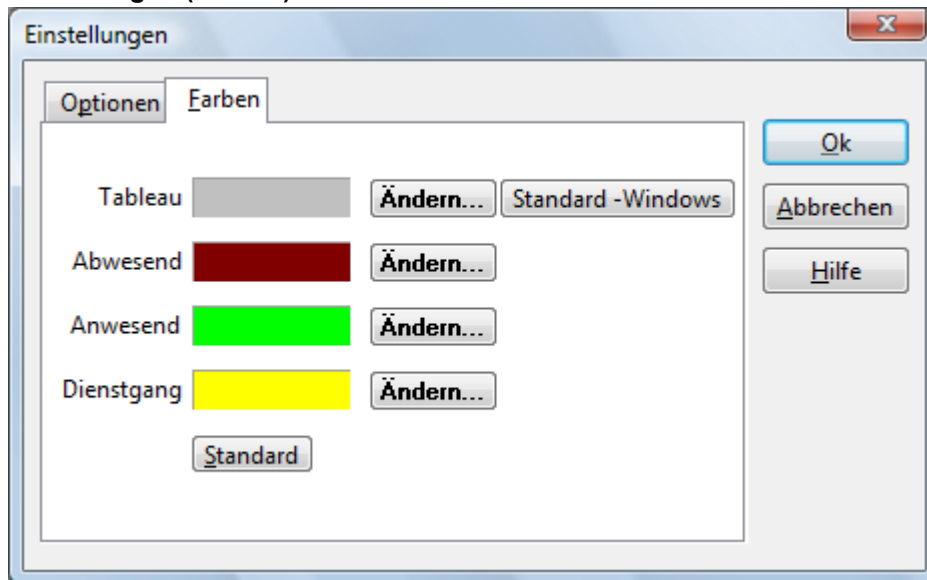 Einstellungen
Optionen Farben
Ok
Tableau Ändern... Standard -Windows
Abbrechen
Abwesend Ändern...
Hilfe
Anwesend Ändern...
Dienstgang Ändern...
Standard